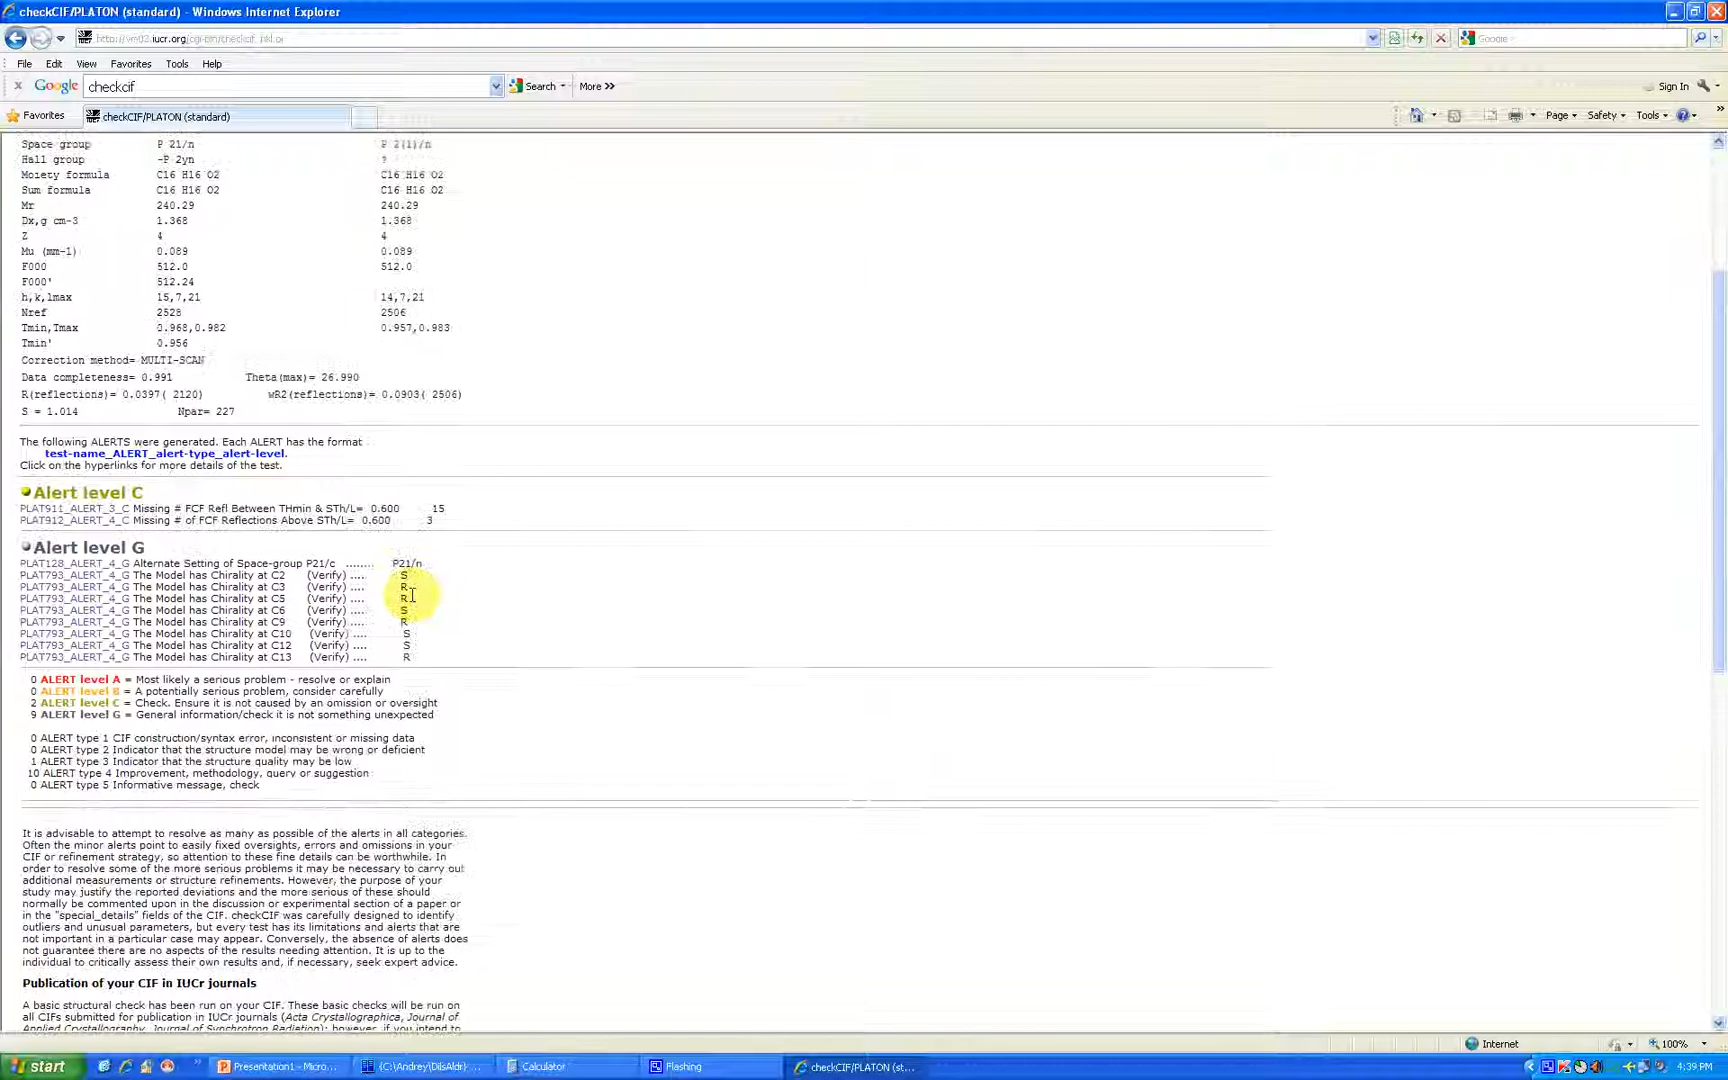 checkCIF/PLATON (standard) - Windows Internet Explorer
http://vm02.iucr.org/cgi-bin/checkcif_hkl.pl
Google
File Edit View Favorites Tools Help
x Google checkcif Search More >> Sign In
Favorites checkCIF/PLATON (standard) Page Safety Tools
Space group P 21/n P 2(1)/n
Hall group -P 2yn ?
Moiety formula C16 H16 O2 C16 H16 O2
Sum formula C16 H16 O2 C16 H16 O2
Mr 240.29 240.29
Dx,g cm-3 1.368 1.368
Z 4 4
Mu (mm-1) 0.089 0.089
F000 512.0 512.0
F000' 512.24
h,k,lmax 15,7,21 14,7,21
Nref 2528 2506
Tmin,Tmax 0.968,0.982 0.957,0.983
Tmin' 0.956
Correction method= MULTI-SCAN
Data completeness= 0.991 Theta(max)= 26.990
R(reflections)= 0.0397( 2120) wR2(reflections)= 0.0903( 2506)
S = 1.014 Npar= 227
The following ALERTS were generated. Each ALERT has the format
test-name_ALERT_alert-type_alert-level.
Click on the hyperlinks for more details of the test.
Alert level C
PLAT911_ALERT_3_C Missing # FCF Refl Between THmin & STh/L= 0.600 15
PLAT912_ALERT_4_C Missing # of FCF Reflections Above STh/L= 0.600 3
Alert level G
PLAT128_ALERT_4_G Alternate Setting of Space-group P21/c ........ P21/n
PLAT793_ALERT_4_G The Model has Chirality at C2 (Verify) .... S
PLAT793_ALERT_4_G The Model has Chirality at C3 (Verify) .... R
PLAT793_ALERT_4_G The Model has Chirality at C5 (Verify) .... R
PLAT793_ALERT_4_G The Model has Chirality at C6 (Verify) .... S
PLAT793_ALERT_4_G The Model has Chirality at C9 (Verify) .... R
PLAT793_ALERT_4_G The Model has Chirality at C10 (Verify) .... S
PLAT793_ALERT_4_G The Model has Chirality at C12 (Verify) .... S
PLAT793_ALERT_4_G The Model has Chirality at C13 (Verify) .... R
0 ALERT level A = Most likely a serious problem - resolve or explain
0 ALERT level B = A potentially serious problem, consider carefully
2 ALERT level C = Check. Ensure it is not caused by an omission or oversight
9 ALERT level G = General information/check it is not something unexpected
0 ALERT type 1 CIF construction/syntax error, inconsistent or missing data
0 ALERT type 2 Indicator that the structure model may be wrong or deficient
1 ALERT type 3 Indicator that the structure quality may be low
10 ALERT type 4 Improvement, methodology, query or suggestion
0 ALERT type 5 Informative message, check
It is advisable to attempt to resolve as many as possible of the alerts in all categories.
Often the minor alerts point to easily fixed oversights, errors and omissions in your
CIF or refinement strategy, so attention to these fine details can be worthwhile. In
order to resolve some of the more serious problems it may be necessary to carry out
additional measurements or structure refinements. However, the purpose of your
study may justify the reported deviations and the more serious of these should
normally be commented upon in the discussion or experimental section of a paper or
in the "special_details" fields of the CIF. checkCIF was carefully designed to identify
outliers and unusual parameters, but every test has its limitations and alerts that are
not important in a particular case may appear. Conversely, the absence of alerts does
not guarantee there are no aspects of the results needing attention. It is up to the
individual to critically assess their own results and, if necessary, seek expert advice.
Publication of your CIF in IUCr journals
A basic structural check has been run on your CIF. These basic checks will be run on
all CIFs submitted for publication in IUCr journals (Acta Crystallographica, Journal of
Applied Crystallography, Journal of Synchrotron Radiation); however, if you intend to
Internet 100%
start Presentation1 - Micro... {C:\Andrey\DilsAldr} ... Calculator Flashing checkCIF/PLATON (st... 4:39 PM